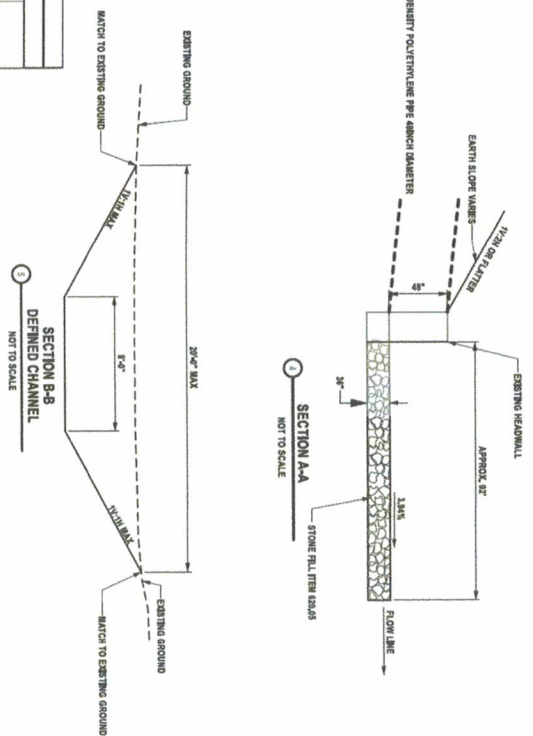 DENSITY POLYETHYLENE PIPE 48INCH DIAMETER
EARTH SLOPE VARIES
1V:2H OR FLATTER
48"
EXISTING HEADWALL
APPROX. 92'
36"
3.94%
FLOW LINE
STONE FILL ITEM 620.05
4
SECTION A-A
NOT TO SCALE
EXISTING GROUND
MATCH TO EXISTING GROUND
20'-0" MAX
1V:1H MAX
8'-0"
1V:1H MAX
EXISTING GROUND
MATCH TO EXISTING GROUND
5
SECTION B-B
DEFINED CHANNEL
NOT TO SCALE